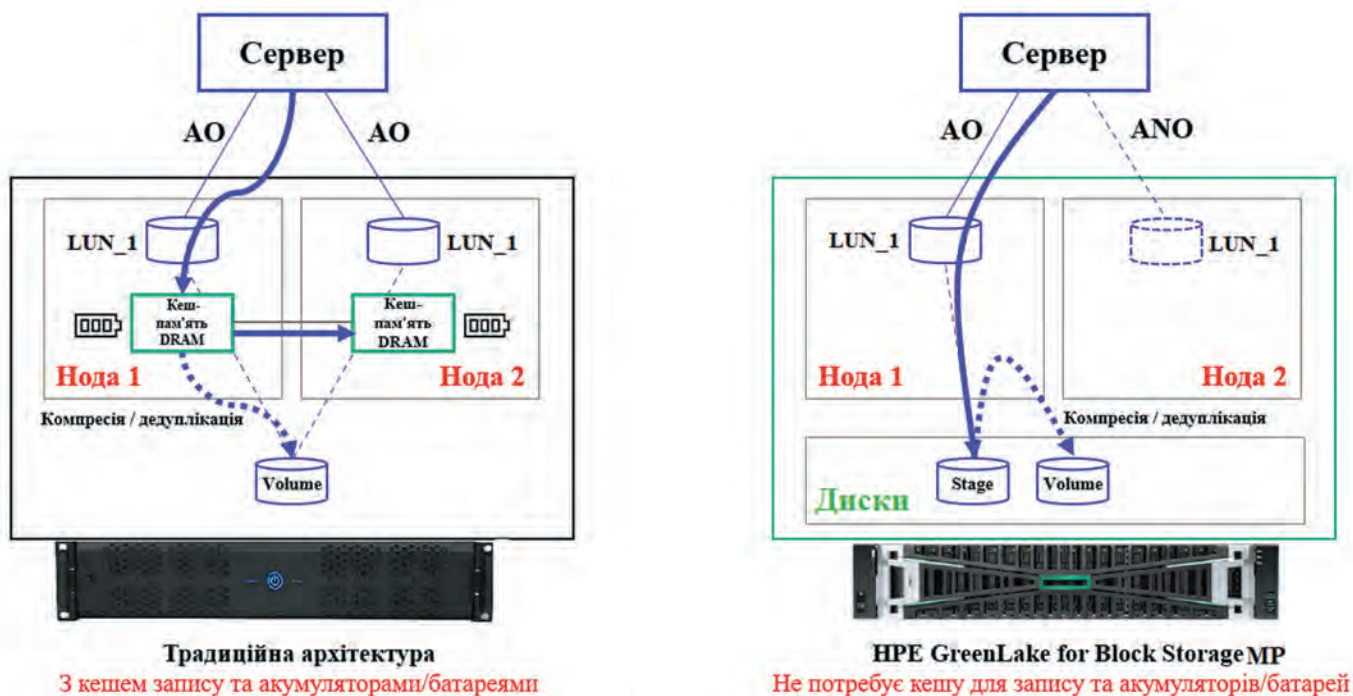 Сервер
AO
AO
LUN_1
LUN_1
Кеш-
пам'ять
DRAM
Кеш-
пам'ять
DRAM
Нода 1
Нода 2
Компресія / дедуплікація
Volume
Традиційна архітектура
З кешем запису та акумуляторами/батареями
Сервер
AO
ANO
LUN_1
LUN_1
Нода 1
Нода 2
Компресія / дедуплікація
Stage
Volume
Диски
HPE GreenLake for Block Storage MP
Не потребує кешу для запису та акумуляторів/батарей